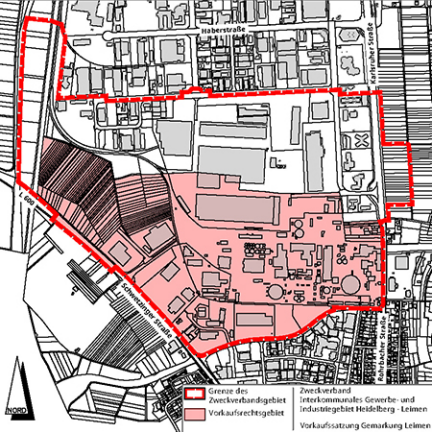 Haberstraße
Karlsruher Straße
L 600
Schwetzinger Straße
Rohrbacher Straße
NORD
Grenze des
Zweckverbandsgebiet
Vorkaufsrechtsgebiet
Zweckverband
Interkommunales Gewerbe- und
Industriegebiet Heidelberg - Leimen
Vorkaufssatzung Gemarkung Leimen